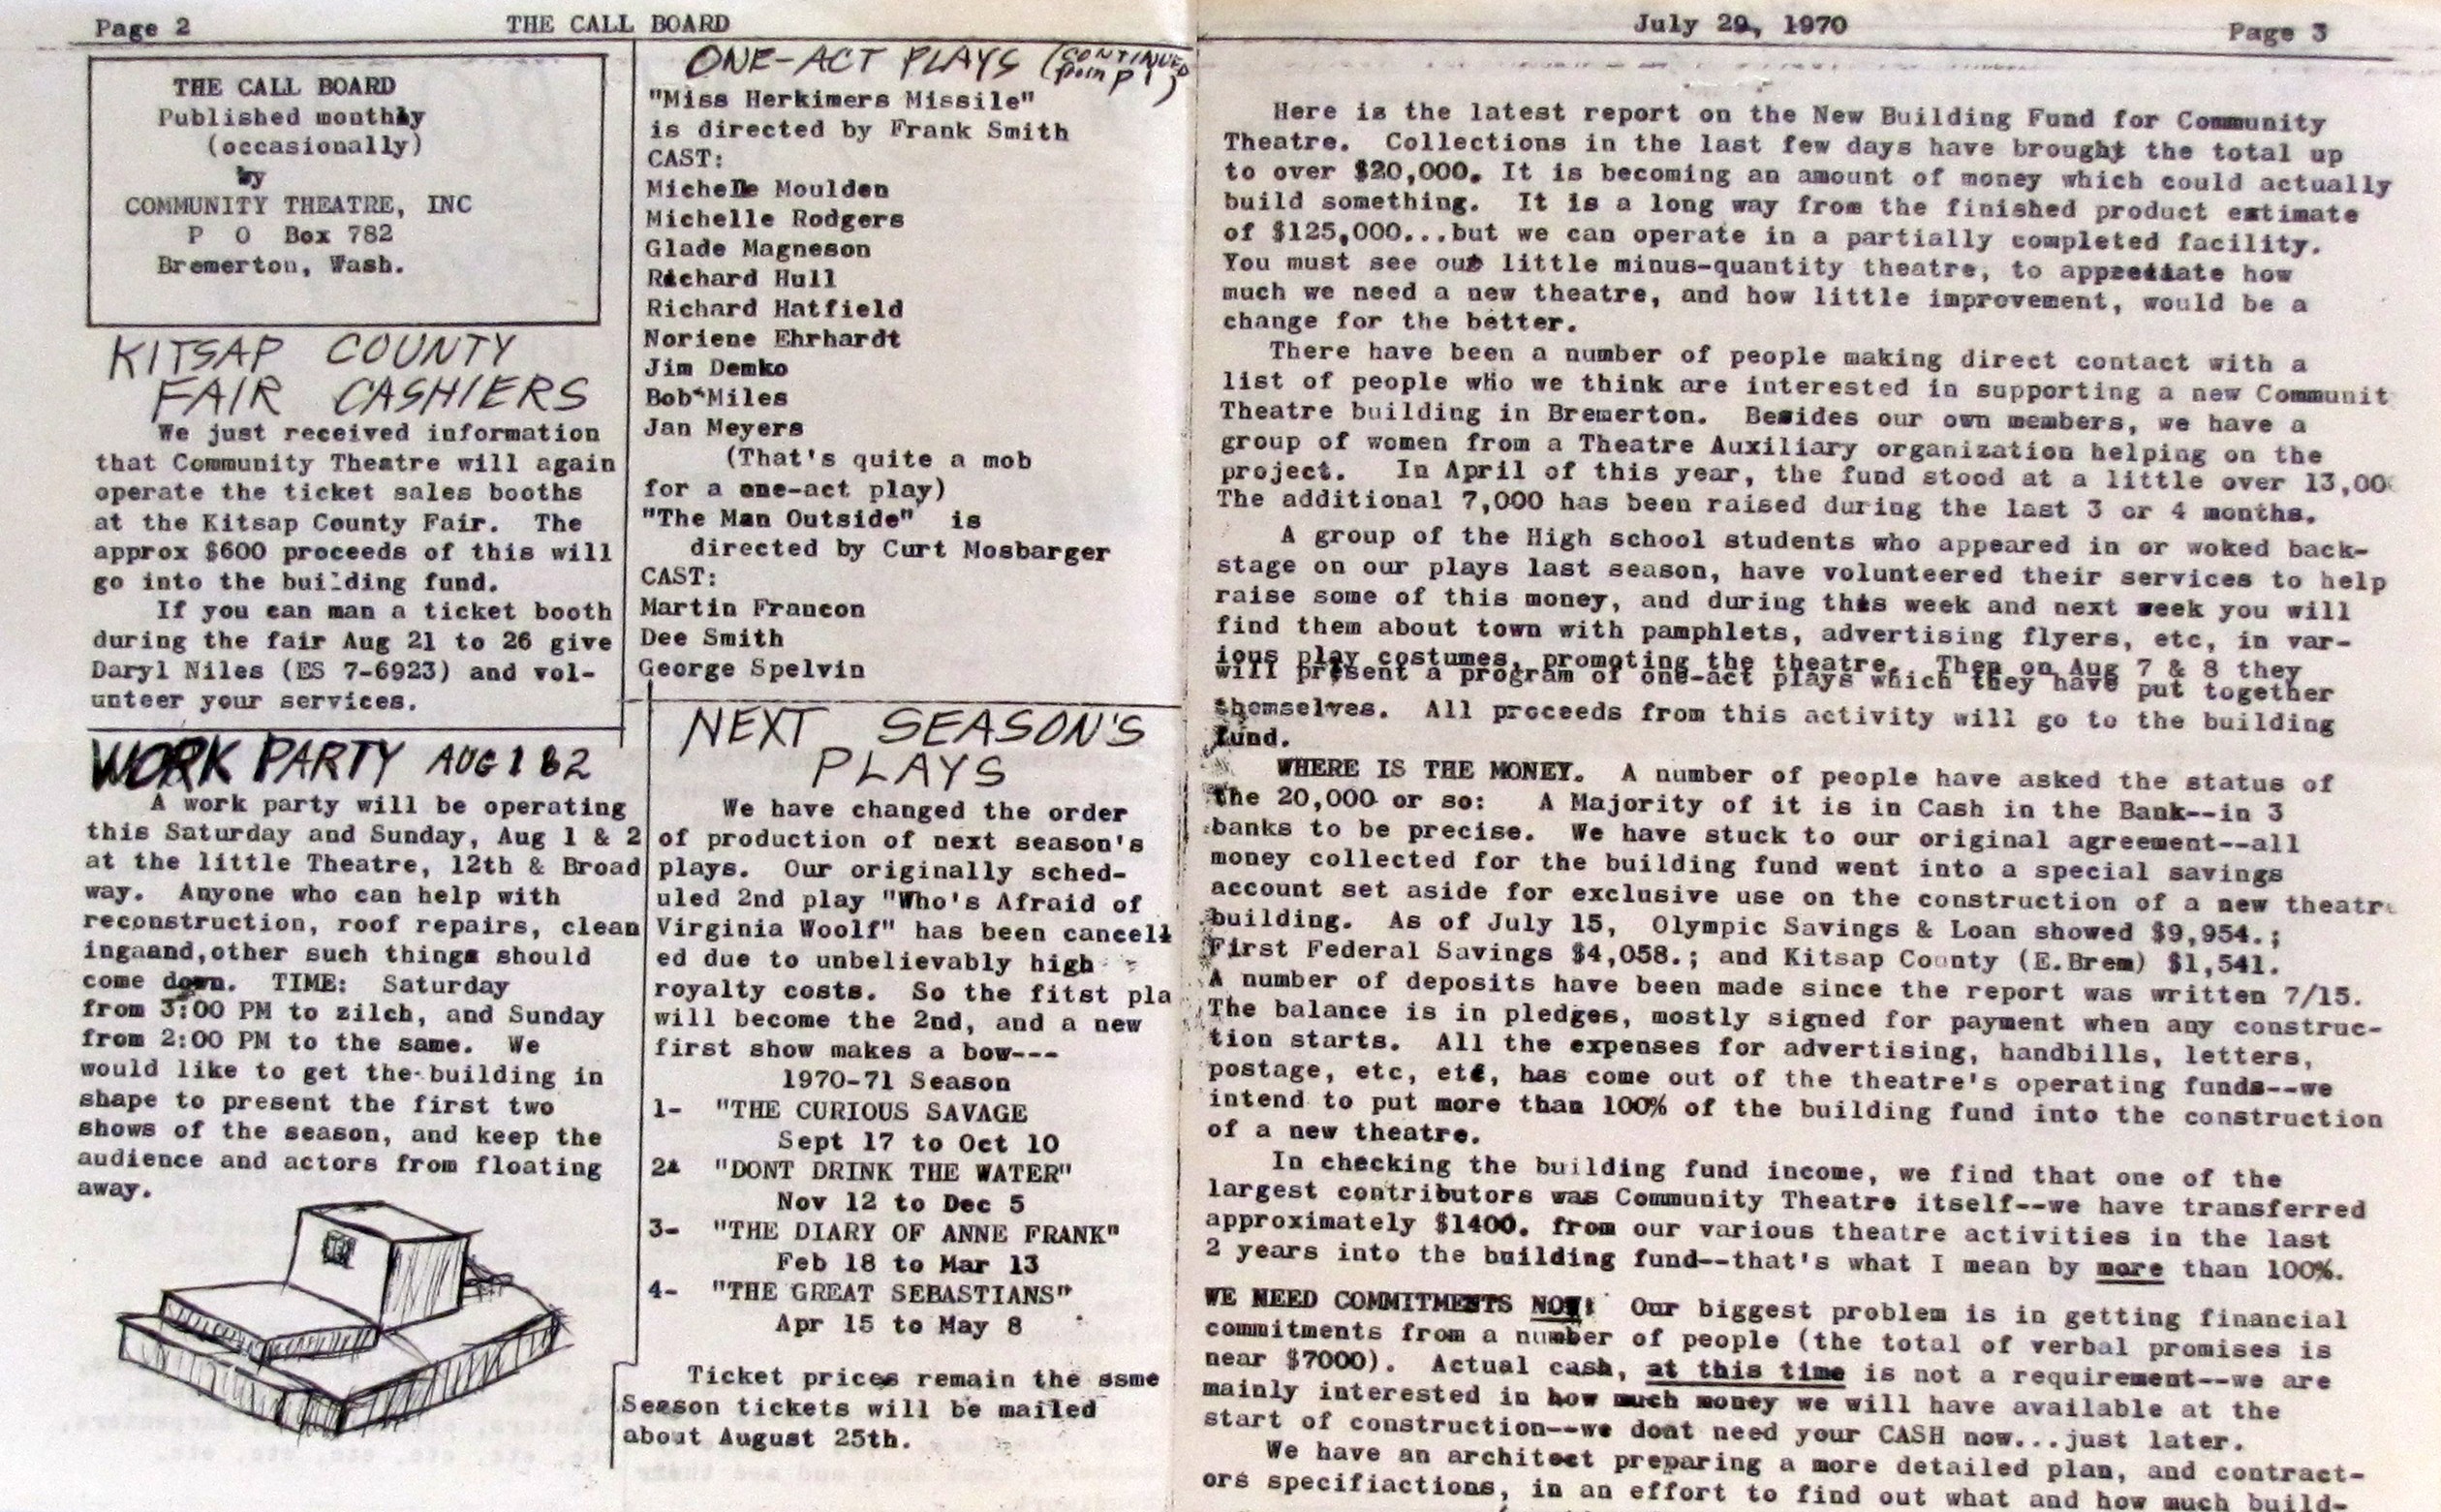 Page 2
THE CALL BOARD
THE CALL BOARD
Published monthly
(occasionally)
by
COMMUNITY THEATRE, INC
P O Box 782
Bremerton, Wash.
KITSAP COUNTY
FAIR CASHIERS
We just received information
that Community Theatre will again
operate the ticket sales booths
at the Kitsap County Fair. The
approx $600 proceeds of this will
go into the building fund.
If you can man a ticket booth
during the fair Aug 21 to 26 give
Daryl Niles (ES 7-6923) and vol-
unteer your services.
WORK PARTY AUG 1 & 2
A work party will be operating
this Saturday and Sunday, Aug 1 & 2
at the little Theatre, 12th & Broad
way. Anyone who can help with
reconstruction, roof repairs, clean
ingaand,other such things should
come down. TIME: Saturday
from 3:00 PM to zilch, and Sunday
from 2:00 PM to the same. We
would like to get the building in
shape to present the first two
shows of the season, and keep the
audience and actors from floating
away.
ONE-ACT PLAYS (CONTINUED
from P 1)
"Miss Herkimers Missile"
is directed by Frank Smith
CAST:
Michelle Moulden
Michelle Rodgers
Glade Magneson
Richard Hull
Richard Hatfield
Noriene Ehrhardt
Jim Demko
Bob Miles
Jan Meyers
(That's quite a mob
for a one-act play)
"The Man Outside" is
directed by Curt Mosbarger
CAST:
Martin Francon
Dee Smith
George Spelvin
NEXT SEASON'S
PLAYS
We have changed the order
of production of next season's
plays. Our originally sched-
uled 2nd play "Who's Afraid of
Virginia Woolf" has been cancell
ed due to unbelievably high
royalty costs. So the fitst pla
will become the 2nd, and a new
first show makes a bow---
1970-71 Season
1- "THE CURIOUS SAVAGE
Sept 17 to Oct 10
2- "DONT DRINK THE WATER"
Nov 12 to Dec 5
3- "THE DIARY OF ANNE FRANK"
Feb 18 to Mar 13
4- "THE GREAT SEBASTIANS"
Apr 15 to May 8
Ticket prices remain the ssme
Season tickets will be mailed
about August 25th.
July 29, 1970
Page 3
Here is the latest report on the New Building Fund for Community
Theatre. Collections in the last few days have brought the total up
to over $20,000. It is becoming an amount of money which could actually
build something. It is a long way from the finished product estimate
of $125,000...but we can operate in a partially completed facility.
You must see our little minus-quantity theatre, to appreciate how
much we need a new theatre, and how little improvement, would be a
change for the better.
There have been a number of people making direct contact with a
list of people who we think are interested in supporting a new Communit
Theatre building in Bremerton. Besides our own members, we have a
group of women from a Theatre Auxiliary organization helping on the
project. In April of this year, the fund stood at a little over 13,000
The additional 7,000 has been raised during the last 3 or 4 months.
A group of the High school students who appeared in or woked back-
stage on our plays last season, have volunteered their services to help
raise some of this money, and during this week and next week you will
find them about town with pamphlets, advertising flyers, etc, in var-
ious play costumes, promoting the theatre. Then on Aug 7 & 8 they
will present a program of one-act plays which they have put together
themselves. All proceeds from this activity will go to the building
fund.
WHERE IS THE MONEY. A number of people have asked the status of
the 20,000 or so: A Majority of it is in Cash in the Bank--in 3
banks to be precise. We have stuck to our original agreement--all
money collected for the building fund went into a special savings
account set aside for exclusive use on the construction of a new theatre
building. As of July 15, Olympic Savings & Loan showed $9,954.;
First Federal Savings $4,058.; and Kitsap County (E.Brem) $1,541.
A number of deposits have been made since the report was written 7/15.
The balance is in pledges, mostly signed for payment when any construc-
tion starts. All the expenses for advertising, handbills, letters,
postage, etc, etc, has come out of the theatre's operating funds--we
intend to put more than 100% of the building fund into the construction
of a new theatre.
In checking the building fund income, we find that one of the
largest contributors was Community Theatre itself--we have transferred
approximately $1400. from our various theatre activities in the last
2 years into the building fund--that's what I mean by more than 100%.
WE NEED COMMITMENTS NOW! Our biggest problem is in getting financial
commitments from a number of people (the total of verbal promises is
near $7000). Actual cash, at this time is not a requirement--we are
mainly interested in how much money we will have available at the
start of construction--we dont need your CASH now...just later.
We have an architect preparing a more detailed plan, and contract-
ors specifiactions, in an effort to find out what and how much build-